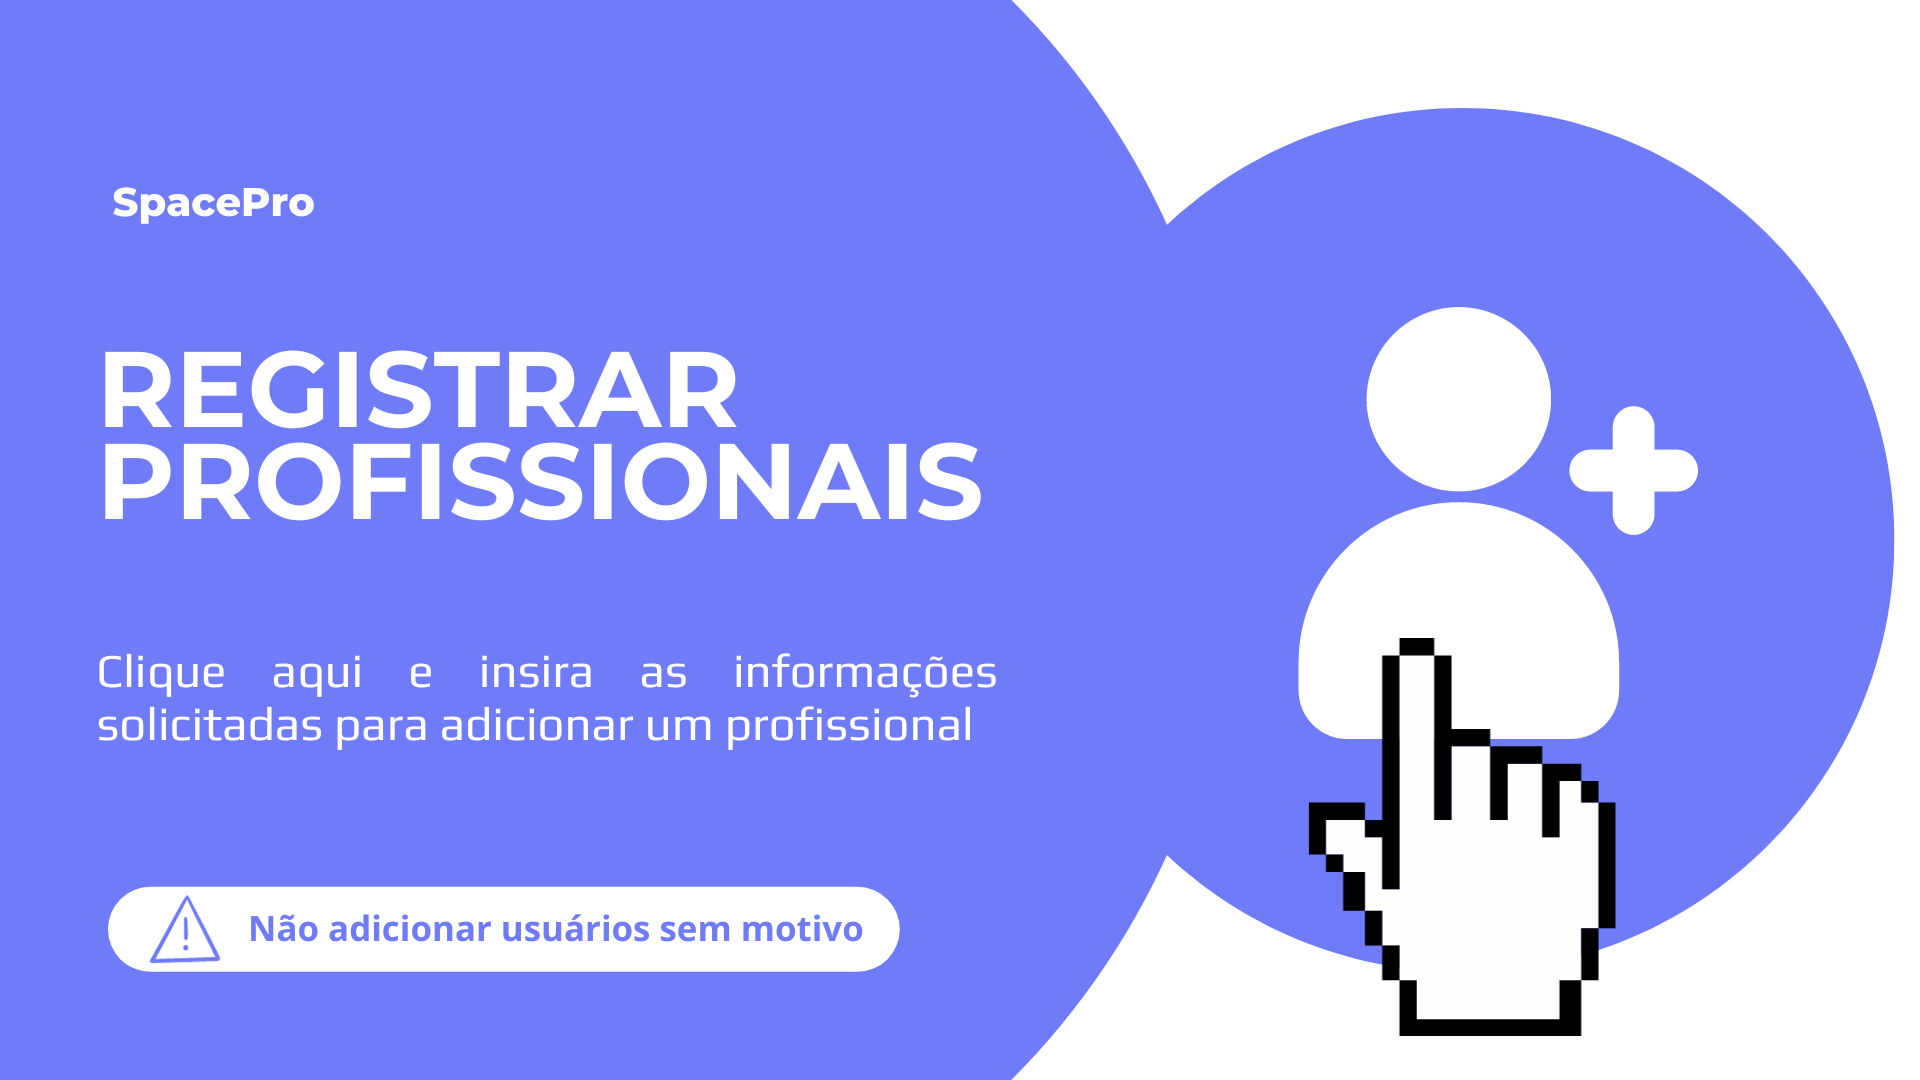 SpacePro
REGISTRAR
PROFISSIONAIS
Clique aqui e insira as informações
solicitadas para adicionar um profissional
Não adicionar usuários sem motivo